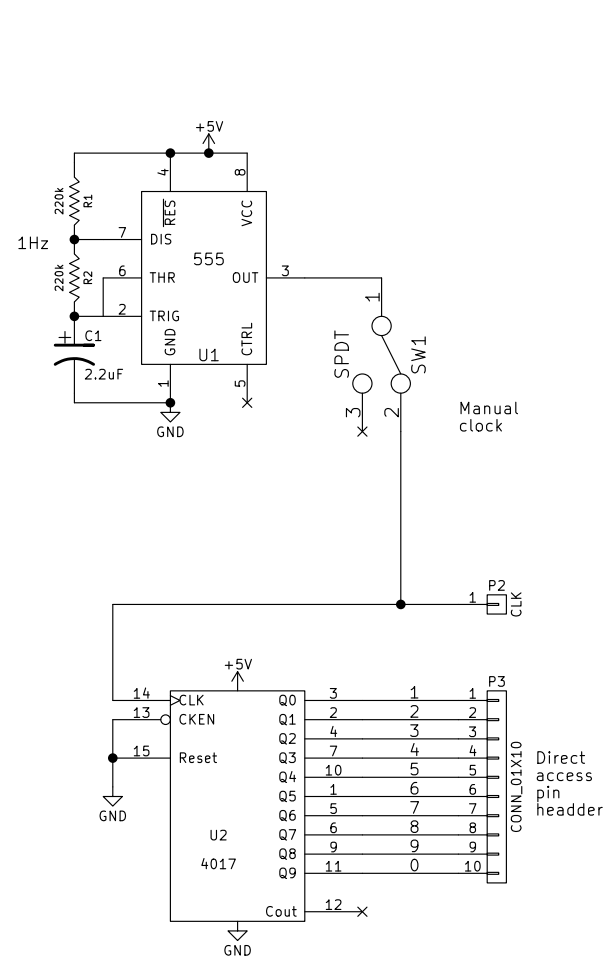 +5V
4
8
220k
R1
RES
VCC
1Hz
7
DIS
555
220k
R2
6
THR
OUT
3
2
TRIG
1
C1
GND
U1
CTRL
SPDT
SW1
2.2uF
1
5
3
2
Manual
clock
GND
P2
1
CLK
+5V
P3
14
CLK
Q0
3
1
1
13
CKEN
Q1
2
2
2
Q2
4
3
3
15
Reset
Q3
7
4
4
Q4
10
5
5
Q5
1
6
6
Q6
5
7
7
Q7
6
8
8
Q8
9
9
9
Q9
11
0
10
CONN_01X10
Direct
access
pin
headder
GND
U2
4017
Cout
12
GND